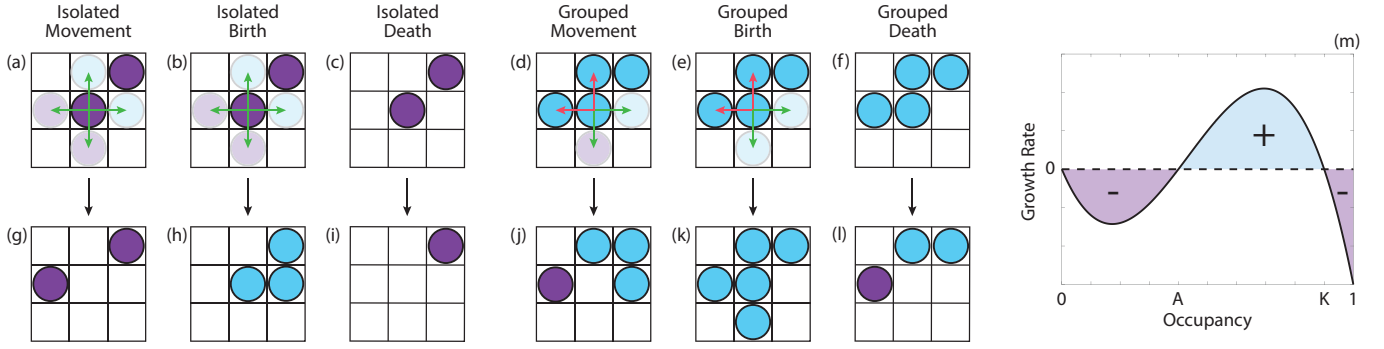 Isolated
Movement
Isolated
Birth
Isolated
Death
Grouped
Movement
Grouped
Birth
Grouped
Death
(a)
(b)
(c)
(d)
(e)
(f)
(g)
(h)
(i)
(j)
(k)
(l)
(m)
Growth Rate
0
+
-
-
0
A
K
1
Occupancy